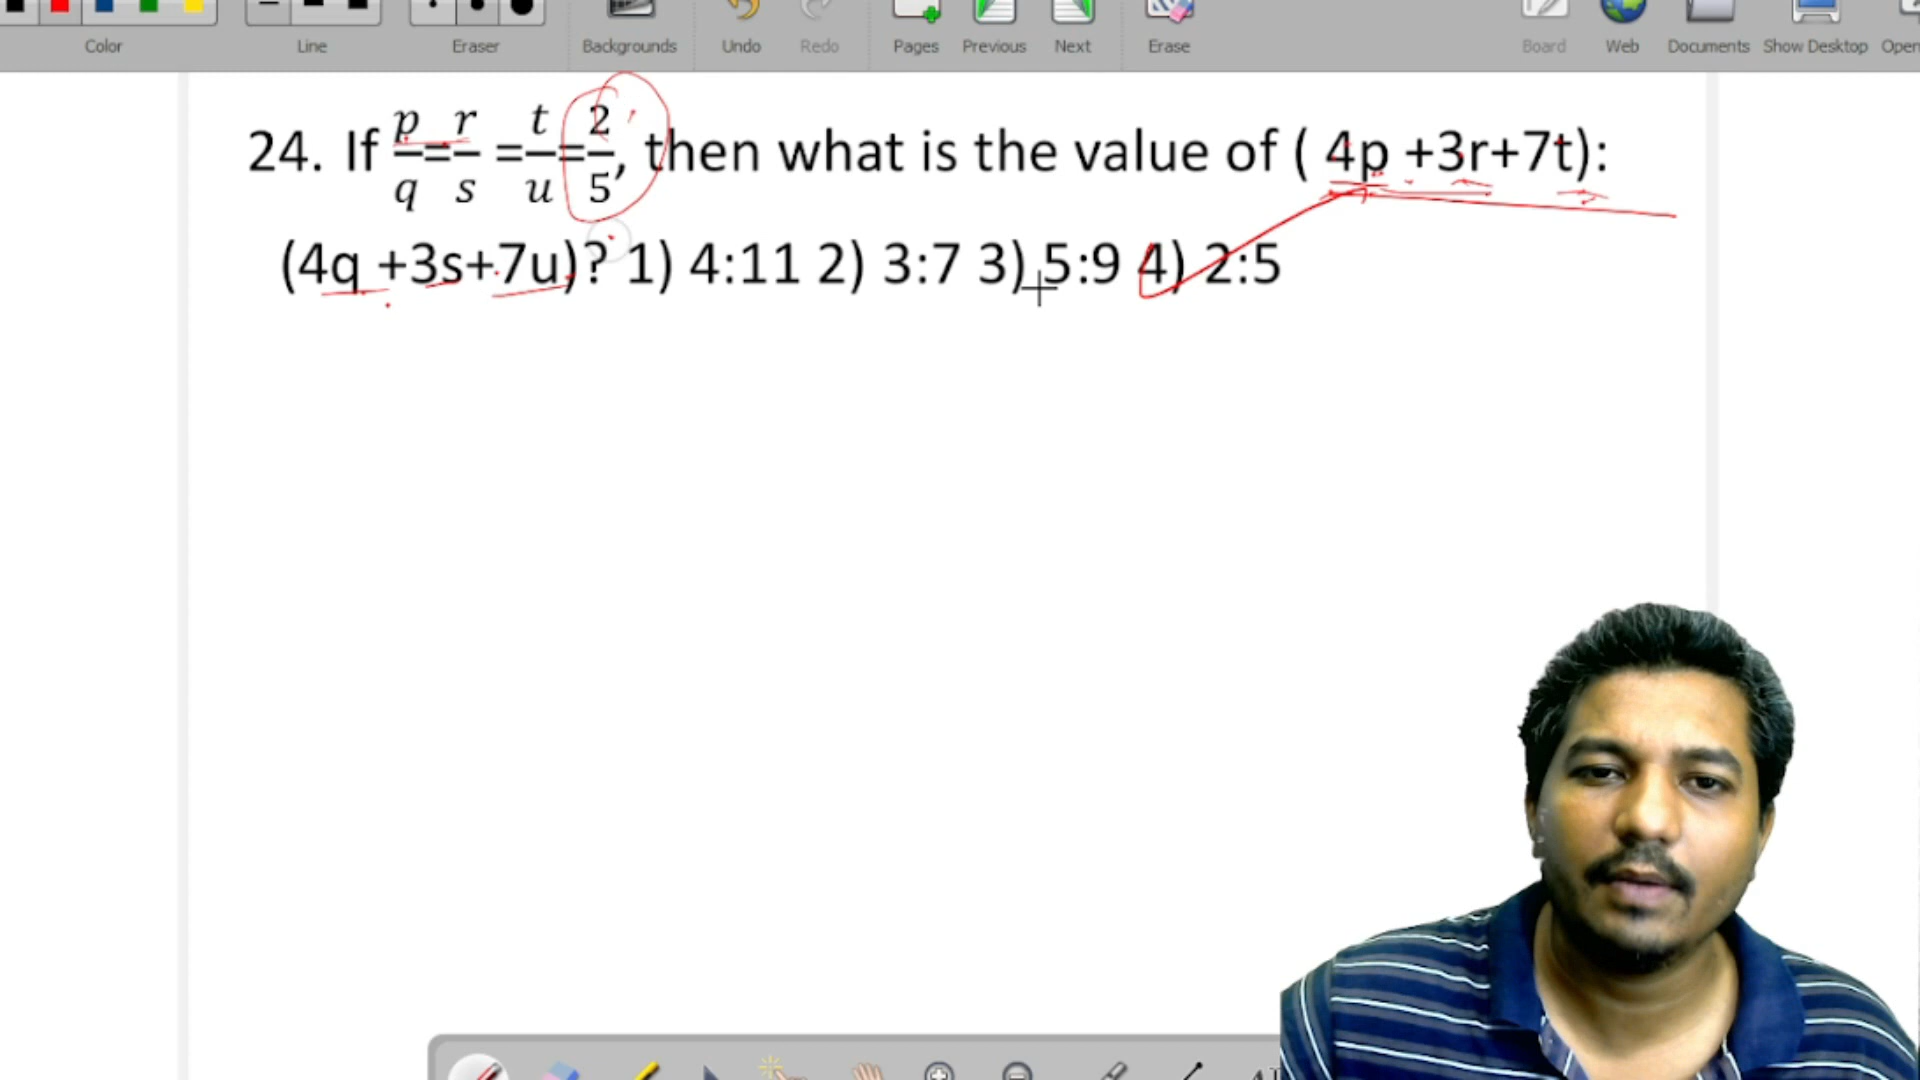 Color Line Eraser Backgrounds Undo Redo Pages Previous Next Erase Board Web Documents Show Desktop Open
24. If p/q = r/s = t/u = 2/5, then what is the value of ( 4p +3r+7t):
(4q +3s+7u)? 1) 4:11 2) 3:7 3) 5:9 4) 2:5